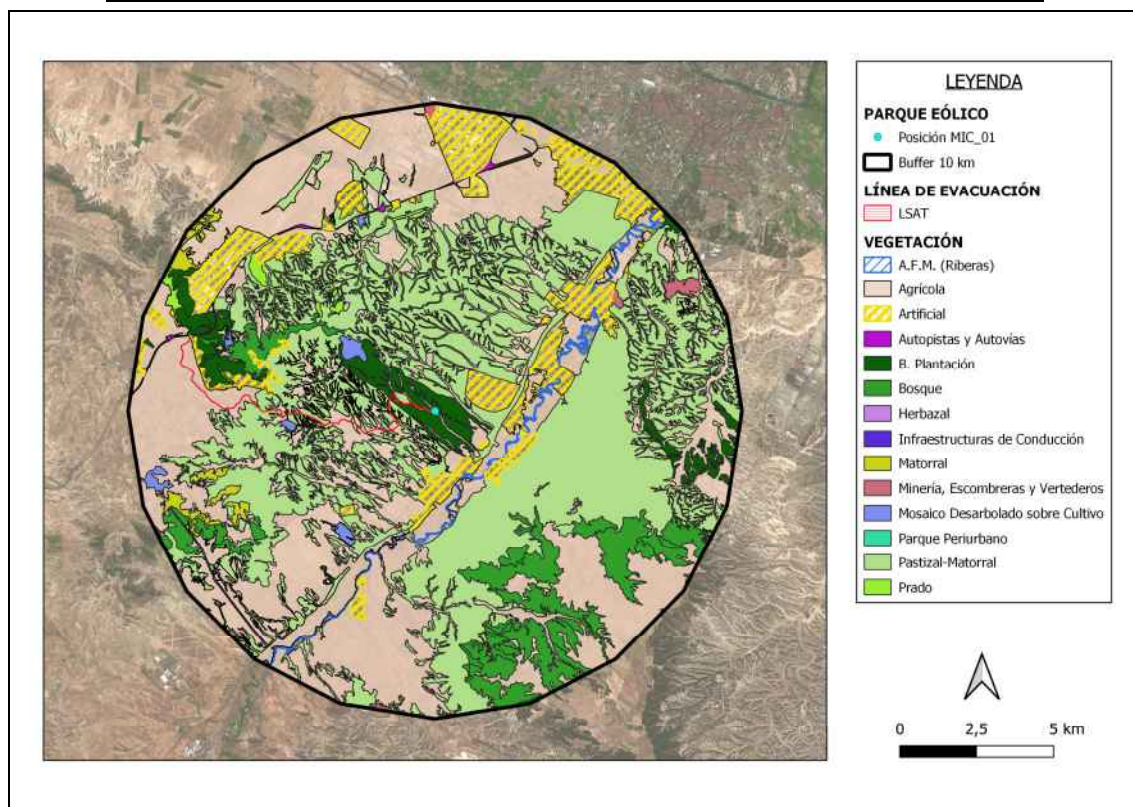 LEYENDA
PARQUE EÓLICO
Posición MIC_01
Buffer 10 km
LÍNEA DE EVACUACIÓN
LSAT
VEGETACIÓN
A.F.M. (Riberas)
Agrícola
Artificial
Autopistas y Autovías
B. Plantación
Bosque
Herbazal
Infraestructuras de Conducción
Matorral
Minería, Escombreras y Vertederos
Mosaico Desarbolado sobre Cultivo
Parque Periurbano
Pastizal-Matorral
Prado
0 2,5 5 km